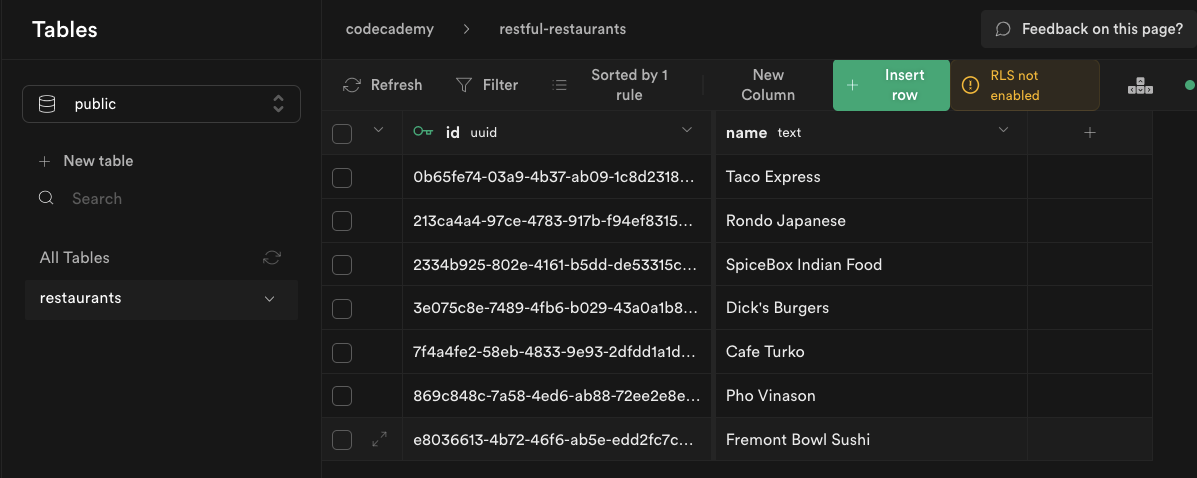 Tables
codecademy > restful-restaurants
Feedback on this page?
public
New table
Search
All Tables
restaurants
Refresh
Filter
Sorted by 1
rule
New
Column
+ Insert
row
RLS not
enabled
id uuid
name text
+
0b65fe74-03a9-4b37-ab09-1c8d2318... Taco Express
213ca4a4-97ce-4783-917b-f94ef8315... Rondo Japanese
2334b925-802e-4161-b5dd-de53315c... SpiceBox Indian Food
3e075c8e-7489-4fb6-b029-43a0a1b8... Dick's Burgers
7f4a4fe2-58eb-4833-9e93-2dfdd1a1d... Cafe Turko
869c848c-7a58-4ed6-ab88-72ee2e8e... Pho Vinason
e8036613-4b72-46f6-ab5e-edd2fc7c... Fremont Bowl Sushi